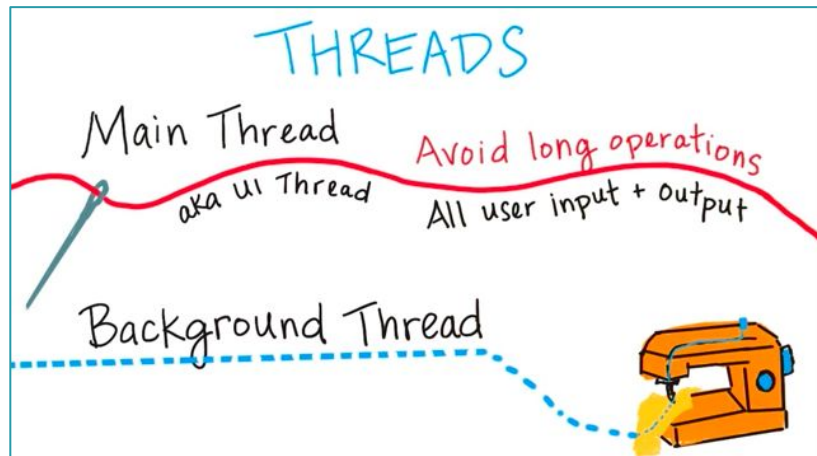 THREADS
Main Thread
Avoid long operations
aka UI Thread
All user input + output
Background Thread